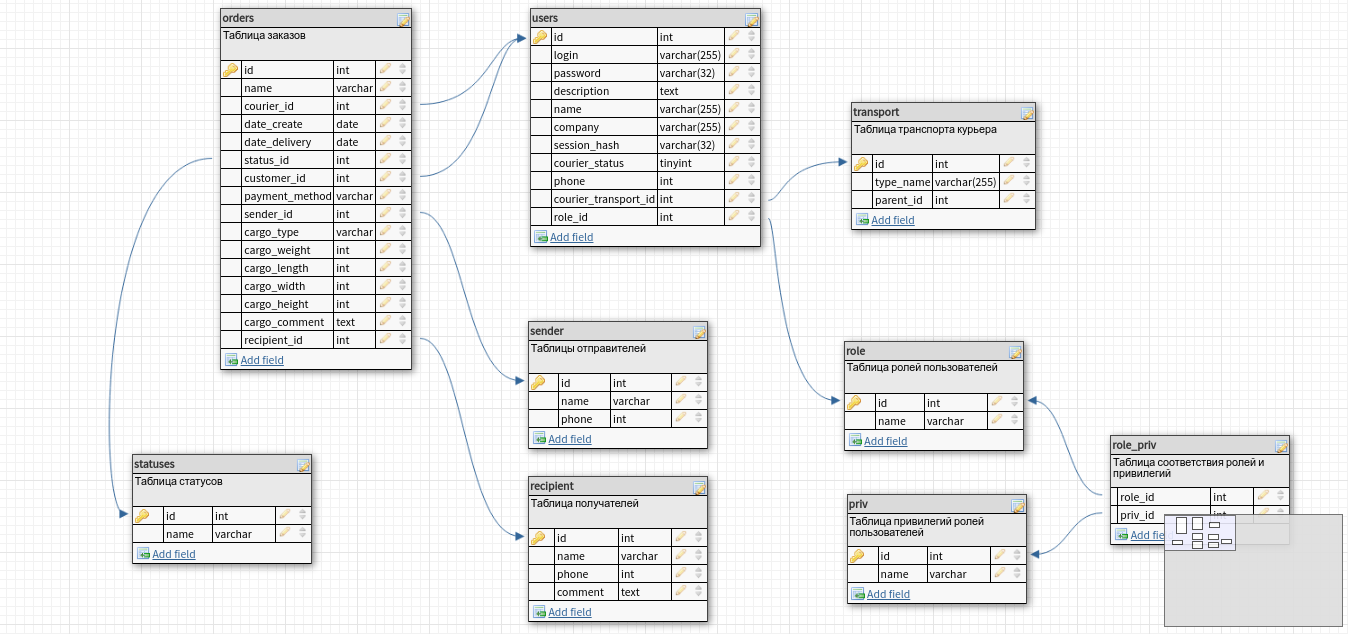 orders
Таблица заказов
id int
name varchar
courier_id int
date_create date
date_delivery date
status_id int
customer_id int
payment_method varchar
sender_id int
cargo_type varchar
cargo_weight int
cargo_length int
cargo_width int
cargo_height int
cargo_comment text
recipient_id int
Add field
users
id int
login varchar(255)
password varchar(32)
description text
name varchar(255)
company varchar(255)
session_hash varchar(32)
courier_status tinyint
phone int
courier_transport_id int
role_id int
Add field
transport
Таблица транспорта курьера
id int
type_name varchar(255)
parent_id int
Add field
sender
Таблицы отправителей
id int
name varchar
phone int
Add field
role
Таблица ролей пользователей
id int
name varchar
Add field
role_priv
Таблица соответствия ролей и
привилегий
role_id int
priv_id int
Add fie
statuses
Таблица статусов
id int
name varchar
Add field
recipient
Таблица получателей
id int
name varchar
phone int
comment text
Add field
priv
Таблица привилегий ролей
пользователей
id int
name varchar
Add field